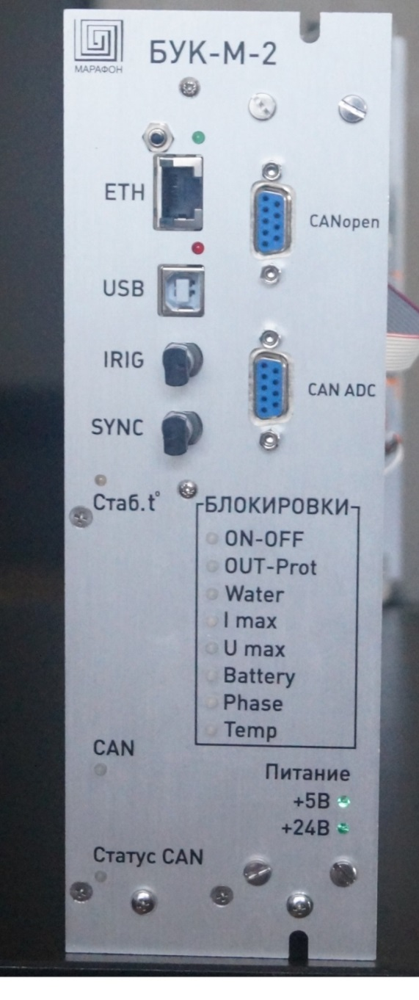 БУК-М-2
МАРАФОН
ETH
CANopen
USB
IRIG
CAN ADC
SYNC
Стаб.t°
БЛОКИРОВКИ
ON-OFF
OUT-Prot
Water
I max
U max
Battery
Phase
Temp
CAN
Питание
+5В
+24В
Статус CAN